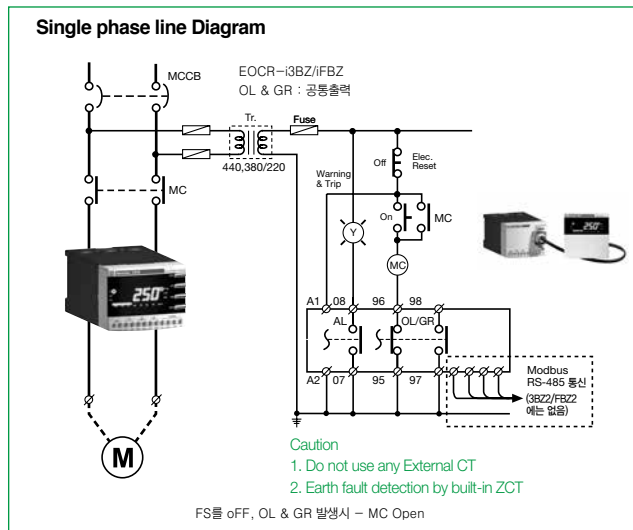 Single phase line Diagram
MCCB
EOCR-i3BZ/iFBZ
OL & GR : 공통출력
Tr.
Fuse
440,380/220
Off
Elec.
Reset
Warning
& Trip
MC
On
MC
Y
MC
250
250
A1 08 96 98
AL
OL/GR
A2 07 95 97
Modbus
RS-485 통신
(3BZ2/FBZ2
에는 없음)
M
Caution
1. Do not use any External CT
2. Earth fault detection by built-in ZCT
FS를 oFF, OL & GR 발생시 - MC Open